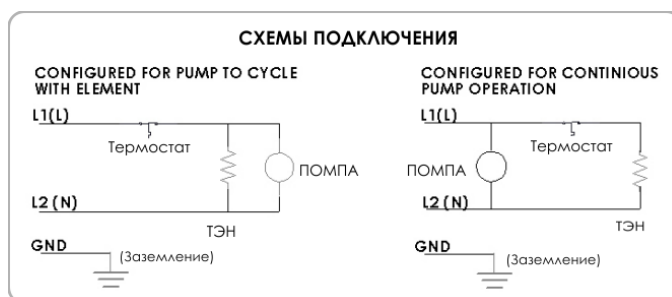 СХЕМЫ ПОДКЛЮЧЕНИЯ
CONFIGURED FOR PUMP TO CYCLE
WITH ELEMENT
L1(L)
Термостат
ПОМПА
L2 (N)
ТЭН
GND
(Заземление)
CONFIGURED FOR CONTINIOUS
PUMP OPERATION
L1(L)
Термостат
ПОМПА
L2 (N)
ТЭН
GND
(Заземление)